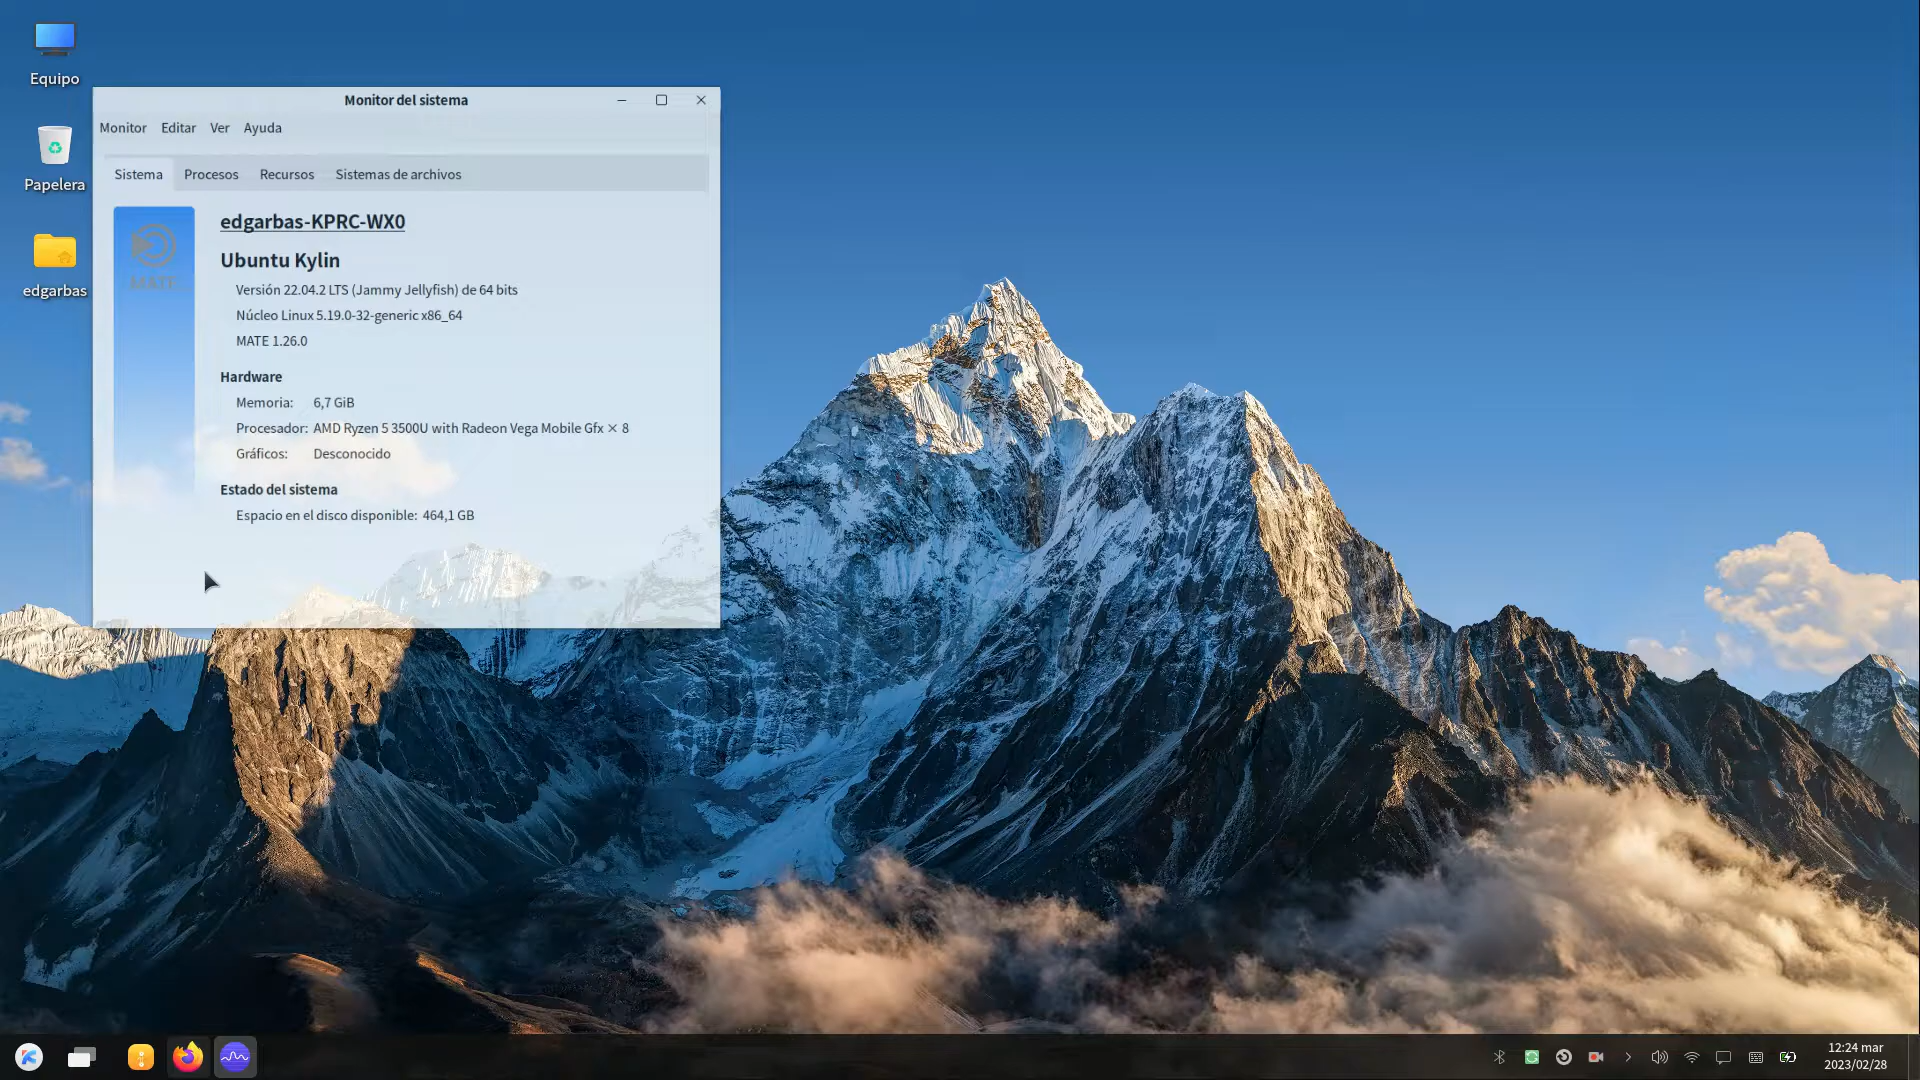 Equipo
Papelera
edgarbas
Monitor del sistema
Monitor Editar Ver Ayuda
Sistema Procesos Recursos Sistemas de archivos
MATE
edgarbas-KPRC-WX0
Ubuntu Kylin
Versión 22.04.2 LTS (Jammy Jellyfish) de 64 bits
Núcleo Linux 5.19.0-32-generic x86_64
MATE 1.26.0
Hardware
Memoria: 6,7 GiB
Procesador: AMD Ryzen 5 3500U with Radeon Vega Mobile Gfx × 8
Gráficos: Desconocido
Estado del sistema
Espacio en el disco disponible: 464,1 GB
12:24 mar
2023/02/28